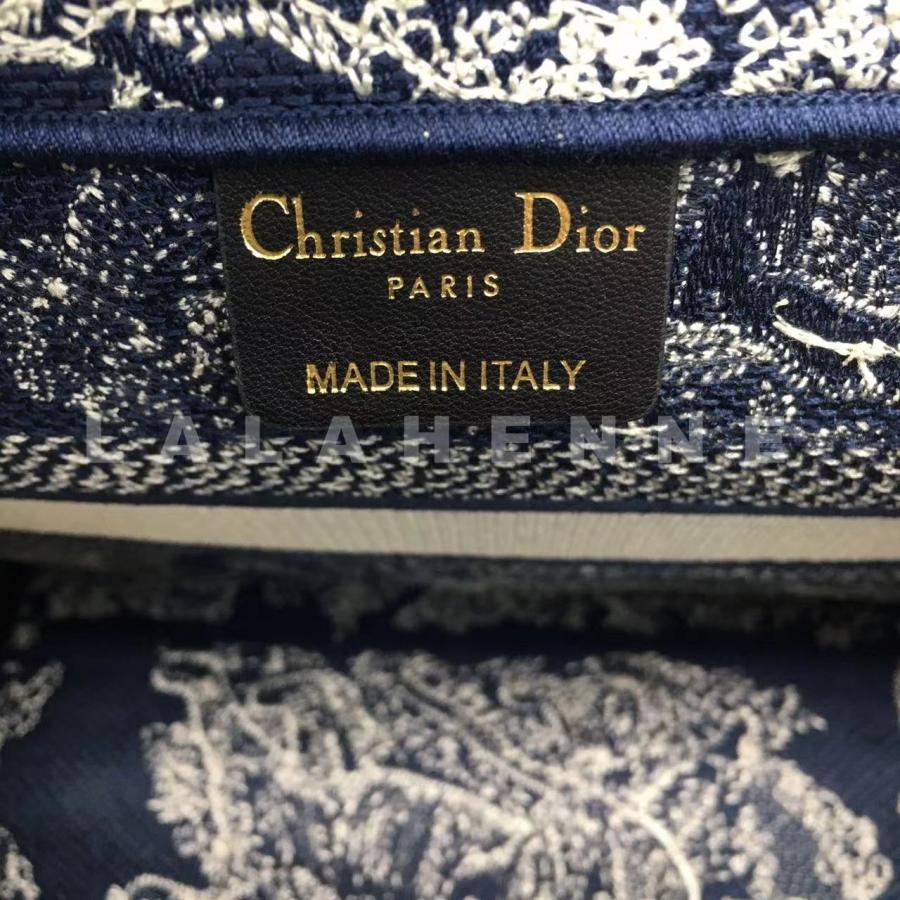 Christian Dior
PARIS
MADE IN ITALY
LALAHENNE